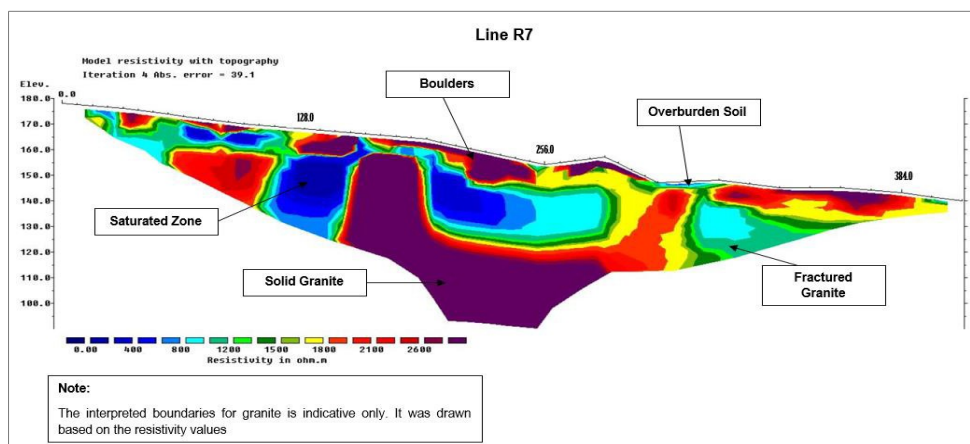 Line R7
Model resistivity with topography
Iteration 4 Abs. error = 39.1
Elev.
180.0
170.0
160.0
150.0
140.0
130.0
120.0
110.0
100.0
0.0
128.0
256.0
384.0
Boulders
Overburden Soil
Saturated Zone
Solid Granite
Fractured
Granite
0.00 400 800 1200 1500 1800 2100 2600
Resistivity in ohm.m
Note:
The interpreted boundaries for granite is indicative only. It was drawn
based on the resistivity values